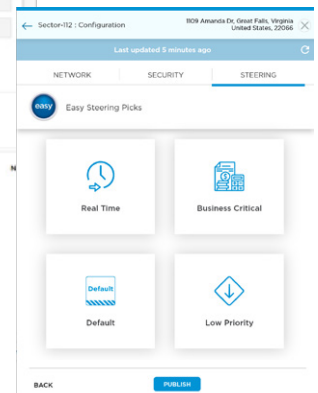 Sector-112 : Configuration
1109 Amanda Dr, Great Falls, Virginia
United States, 22066
Last updated 5 minutes ago
NETWORK SECURITY STEERING
easy Easy Steering Picks
Real Time Business Critical
Default
Default Low Priority
BACK PUBLISH
N